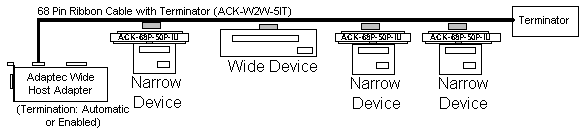 68 Pin Ribbon Cable with Terminator (ACK-W2W-5IT)
Terminator
ACK-68P-50P-IU
ACK-68P-50P-IU
ACK-68P-50P-IU
Adaptec Wide
Host Adapter
(Termination: Automatic
or Enabled)
Narrow
Device
Wide Device
Narrow
Device
Narrow
Device